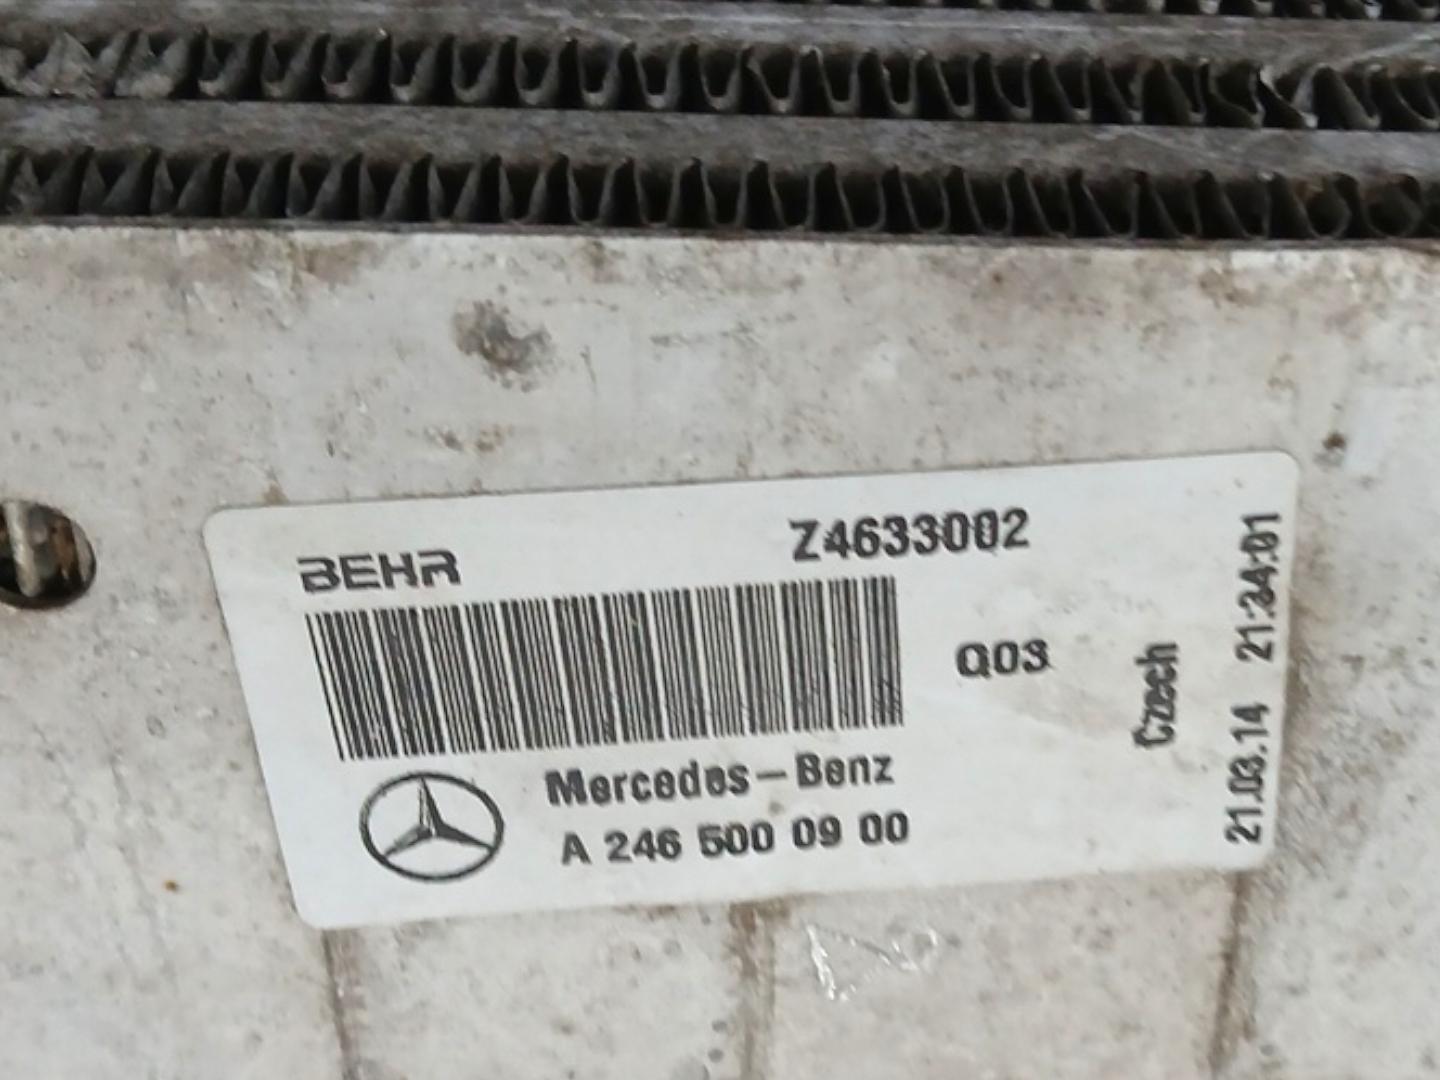 BEHR
Z4633002
Q03
Czech
21.03.14 21:34:01
Mercedes-Benz
A 246 500 09 00